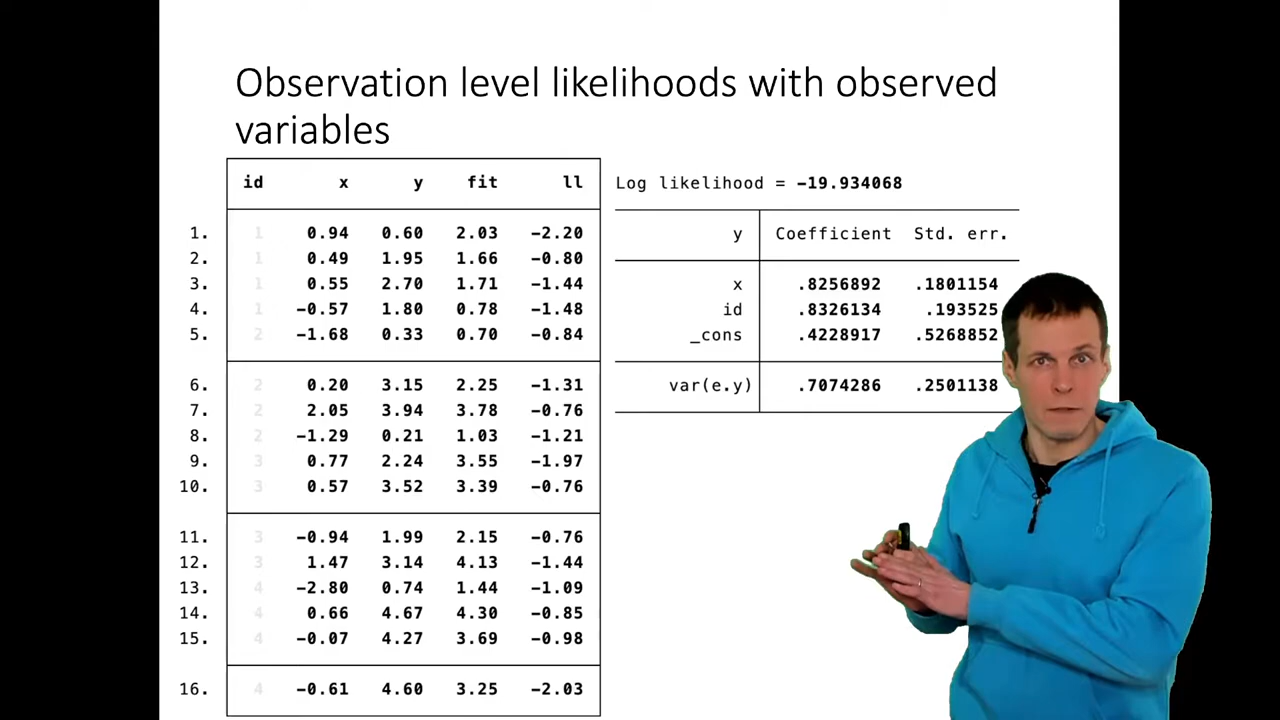 Observation level likelihoods with observed
variables
id x y fit ll
1. 1 0.94 0.60 2.03 -2.20
2. 1 0.49 1.95 1.66 -0.80
3. 1 0.55 2.70 1.71 -1.44
4. 1 -0.57 1.80 0.78 -1.48
5. 2 -1.68 0.33 0.70 -0.84
6. 2 0.20 3.15 2.25 -1.31
7. 2 2.05 3.94 3.78 -0.76
8. 2 -1.29 0.21 1.03 -1.21
9. 3 0.77 2.24 3.55 -1.97
10. 3 0.57 3.52 3.39 -0.76
11. 3 -0.94 1.99 2.15 -0.76
12. 3 1.47 3.14 4.13 -1.44
13. 4 -2.80 0.74 1.44 -1.09
14. 4 0.66 4.67 4.30 -0.85
15. 4 -0.07 4.27 3.69 -0.98
16. 4 -0.61 4.60 3.25 -2.03
Log likelihood = -19.934068
y Coefficient Std. err.
x .8256892 .1801154
id .8326134 .193525
_cons .4228917 .5268852
var(e.y) .7074286 .2501138